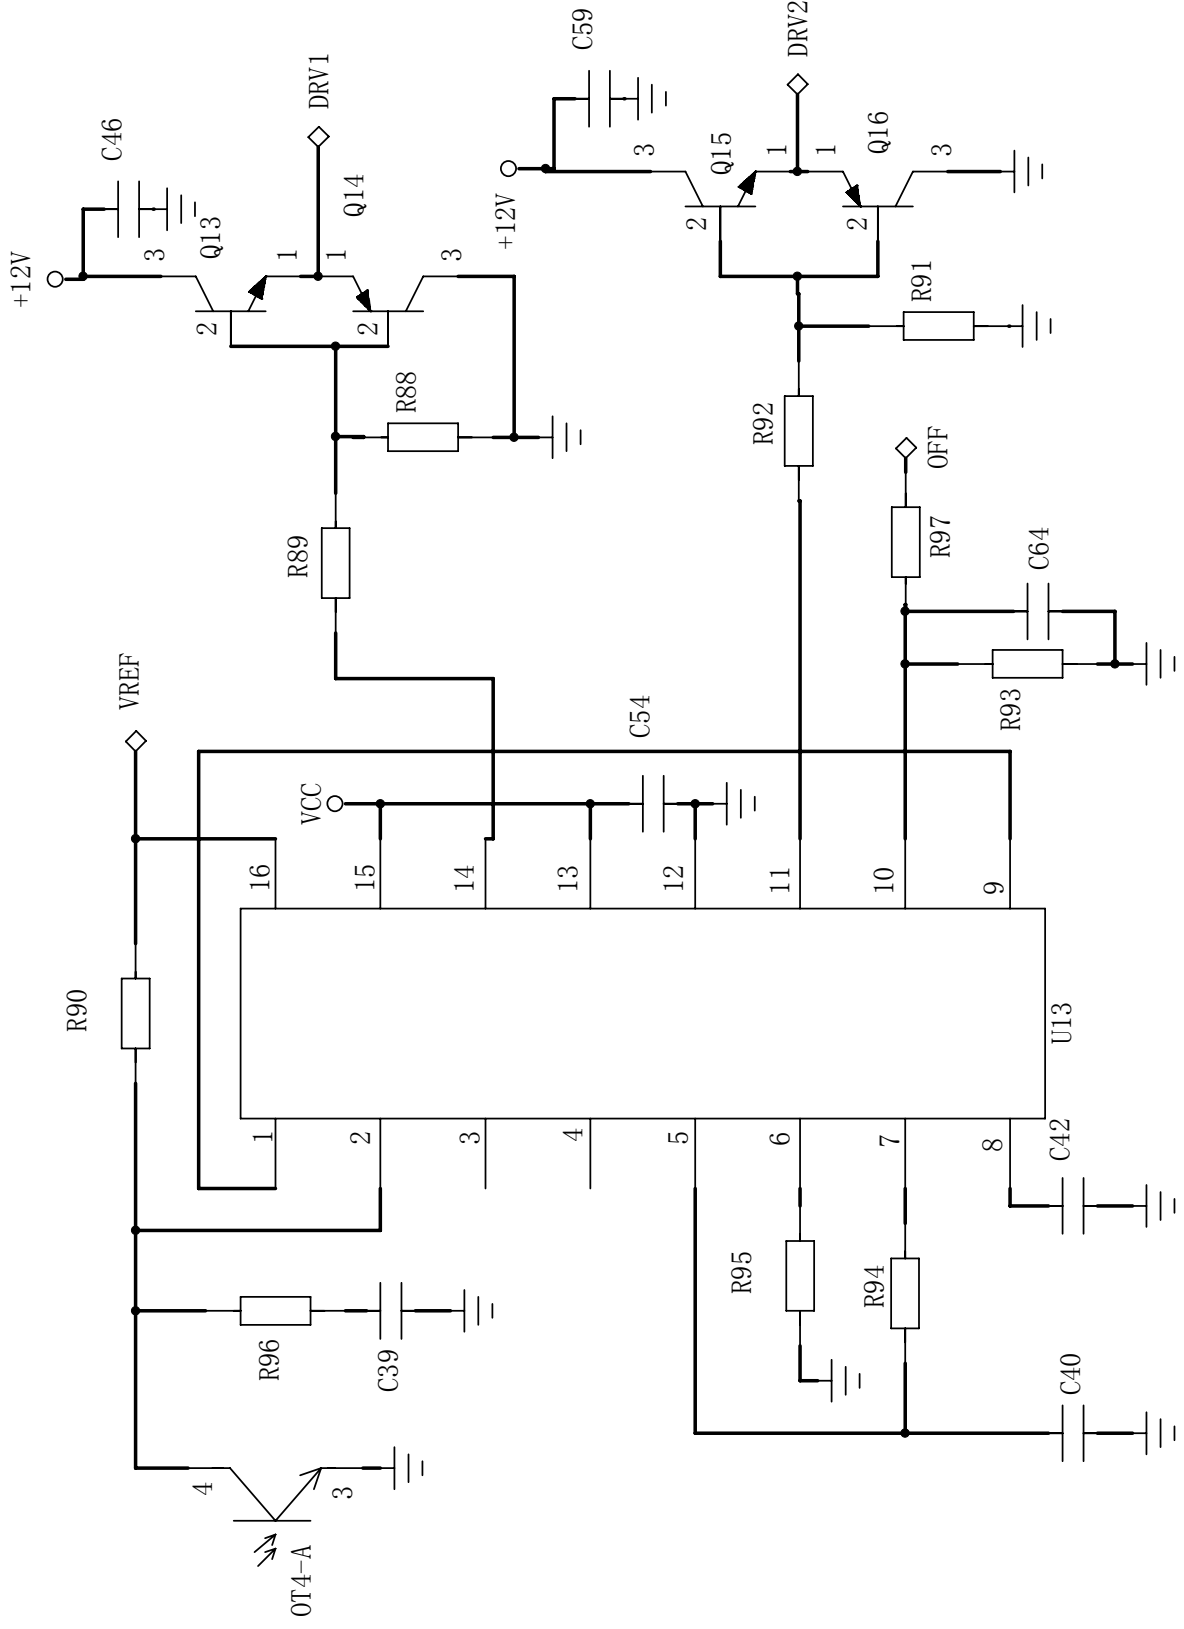 +12V
C46
3
Q13
2
1
DRV1
1
Q14
2
3
R88
R89
+12V
C59
3
Q15
2
1
DRV2
1
Q16
2
3
R91
R92
OFF
R97
C64
R93
VREF
VCC
C54
R90
16
15
14
13
12
11
10
9
U13
1
2
3
4
5
6
7
8
C42
R96
C39
R95
R94
C40
4
3
OT4-A